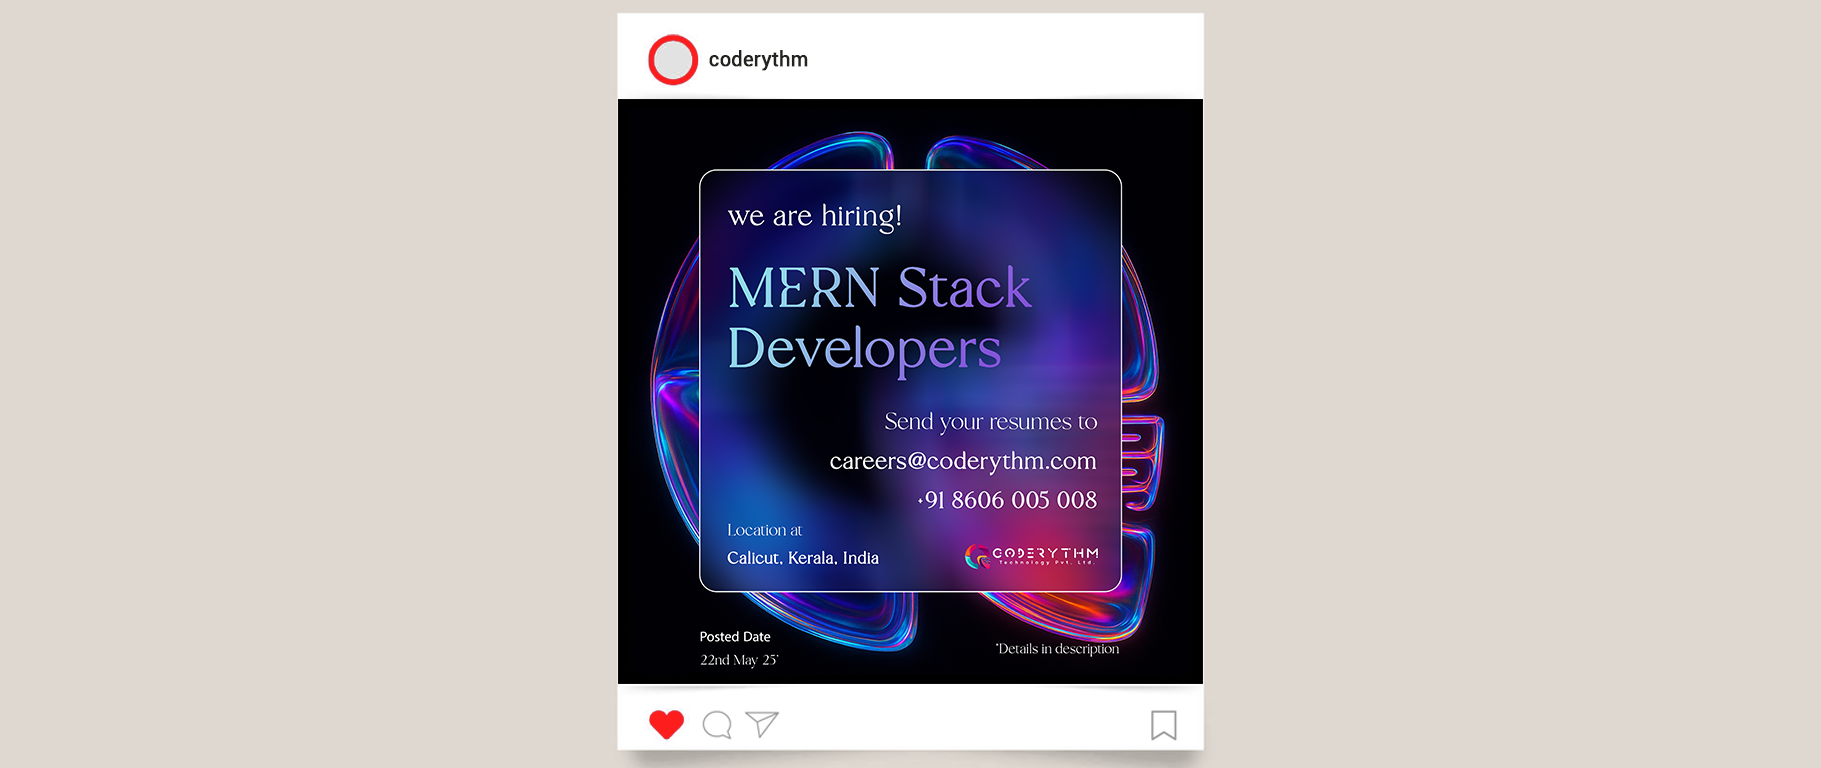 coderythm
we are hiring!
MERN Stack
Developers
Send your resumes to
careers@coderythm.com
+91 8606 005 008
Location at
Calicut, Kerala, India
CODERYTHM
Technology Pvt. Ltd.
Posted Date
22nd May 25'
*Details in description